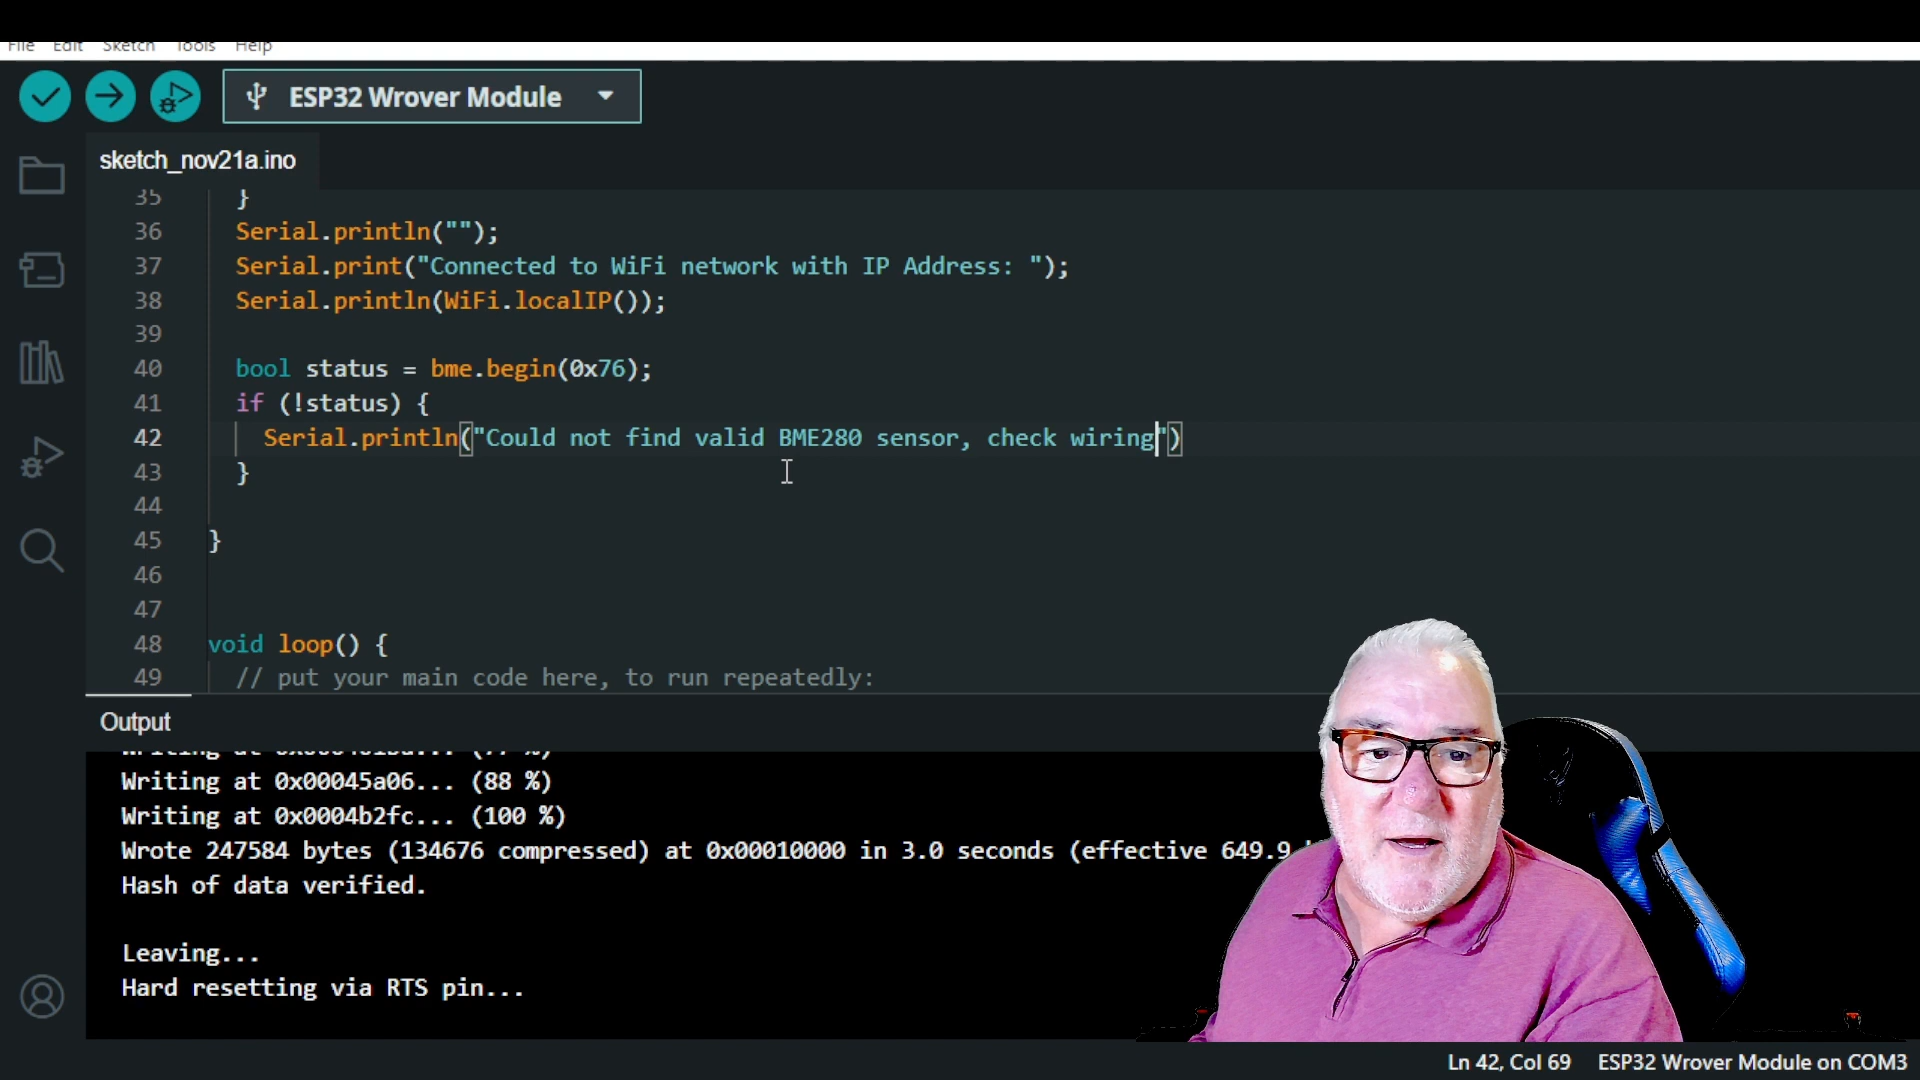 File Edit Sketch Tools Help
ESP32 Wrover Module
sketch_nov21a.ino
35 }
36 Serial.println("");
37 Serial.print("Connected to WiFi network with IP Address: ");
38 Serial.println(WiFi.localIP());
39
40 bool status = bme.begin(0x76);
41 if (!status) {
42 Serial.println("Could not find valid BME280 sensor, check wiring")
43 }
44
45 }
46
47
48 void loop() {
49 // put your main code here, to run repeatedly:
Output
Writing at
Writing at 0x00045a06... (88 %)
Writing at 0x0004b2fc... (100 %)
Wrote 247584 bytes (134676 compressed) at 0x00010000 in 3.0 seconds (effective 649.9
Hash of data verified.
Leaving...
Hard resetting via RTS pin...
Ln 42, Col 69 ESP32 Wrover Module on COM3